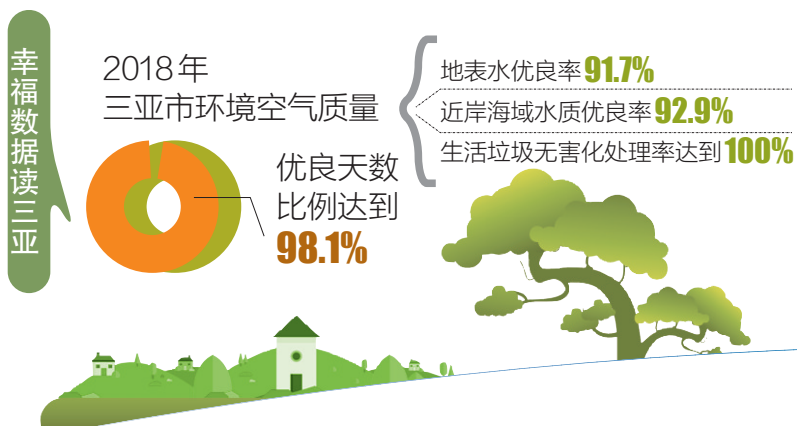 幸福数据读三亚
2018年
三亚市环境空气质量
优良天数
比例达到
98.1%
地表水优良率91.7%
近岸海域水质优良率92.9%
生活垃圾无害化处理率达到100%